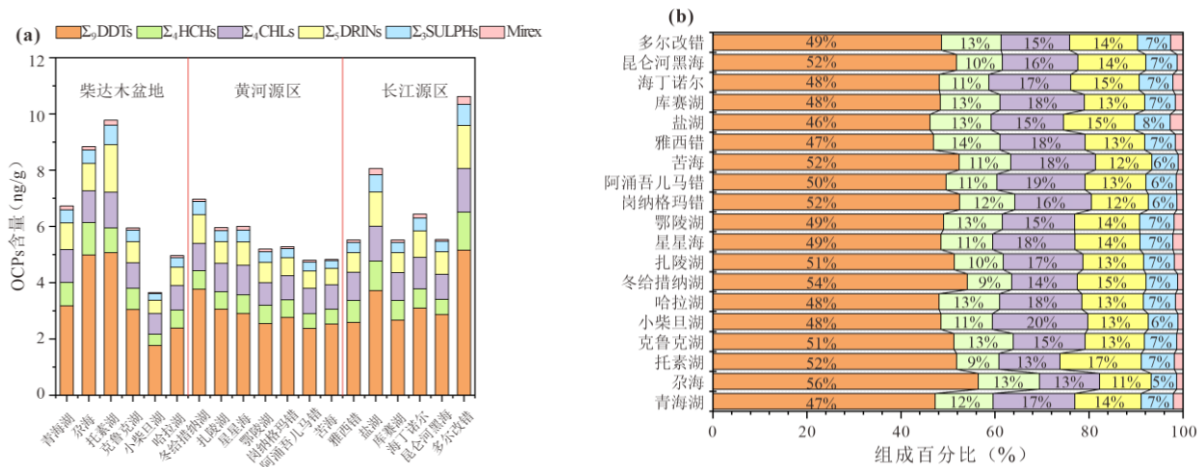 (a)
Σ₉DDTs Σ₄HCHs Σ₄CHLs Σ₅DRINs Σ₃SULPHs Mirex
12
10
8
6
4
2
0
OCPs含量 (ng/g)
柴达木盆地 黄河源区 长江源区
青海湖 尕海 托素湖 克鲁克湖 小柴旦湖 哈拉湖 冬给措纳湖 扎陵湖 星星海 鄂陵湖 岗纳格玛错 阿涌吾儿马错 苦海 雅西错 盐湖 库赛湖 海丁诺尔 昆仑河黑海 多尔改错
(b)
多尔改错 49% 13% 15% 14% 7%
昆仑河黑海 52% 10% 16% 14% 7%
海丁诺尔 48% 11% 17% 15% 7%
库赛湖 48% 13% 18% 13% 7%
盐湖 46% 13% 15% 15% 8%
雅西错 47% 14% 18% 13% 7%
苦海 52% 11% 18% 12% 6%
阿涌吾儿马错 50% 11% 19% 13% 6%
岗纳格玛错 52% 12% 16% 12% 6%
鄂陵湖 49% 13% 15% 14% 7%
星星海 49% 11% 18% 14% 7%
扎陵湖 51% 10% 17% 13% 7%
冬给措纳湖 54% 9% 14% 15% 7%
哈拉湖 48% 13% 18% 13% 7%
小柴旦湖 48% 11% 20% 13% 6%
克鲁克湖 51% 13% 15% 13% 7%
托素湖 52% 9% 13% 17% 7%
尕海 56% 13% 13% 11% 5%
青海湖 47% 12% 17% 14% 7%
0 20 40 60 80 100
组成百分比（%）